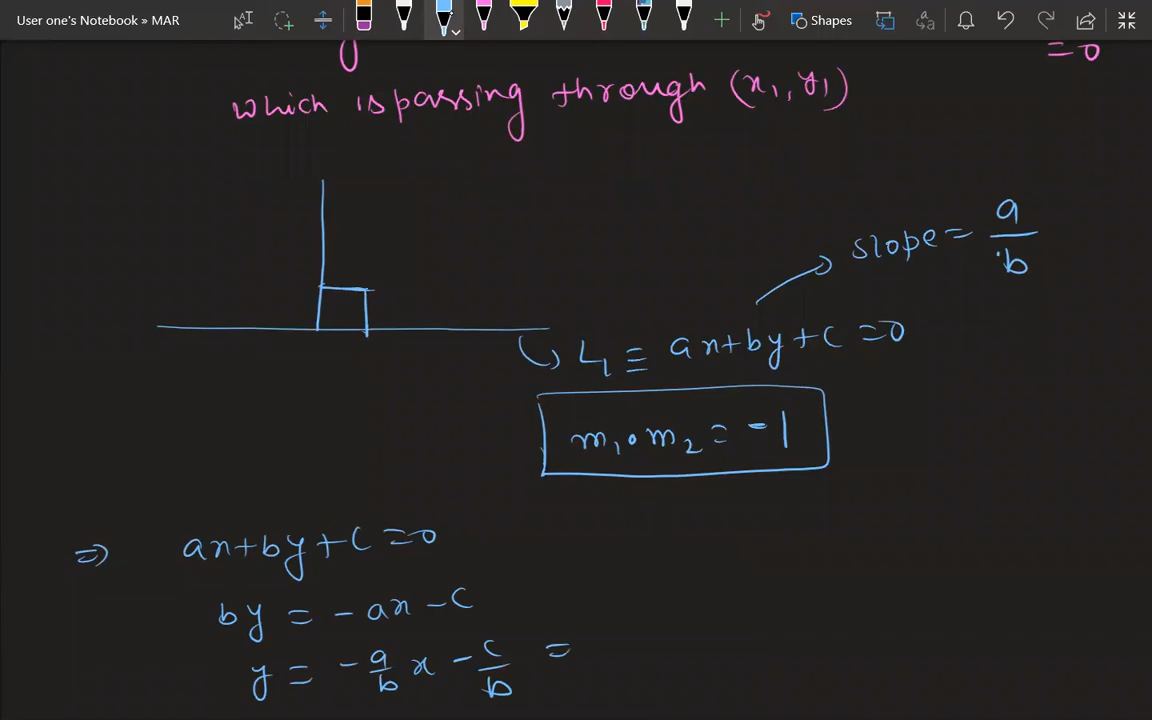 User one's Notebook » MAR
Shapes
= 0
which is passing through (x₁, y₁)
slope = a/b
L₁ ≡ ax+by+c=0
m₁ • m₂ = -1
⇒ ax+by+c=0
by = -ax - c
y = -a/b x - c/b =